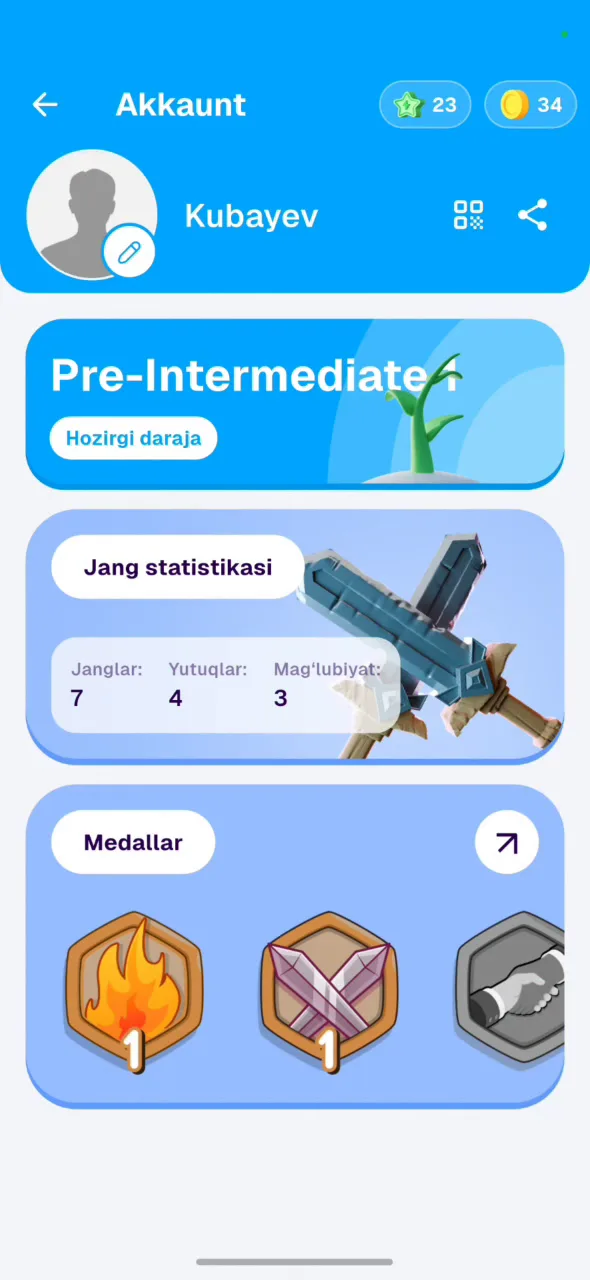 Akkaunt
23
34
Kubayev
Pre-Intermediate 1
Hozirgi daraja
Jang statistikasi
Janglar: Yutuqlar: Mag‘lubiyat:
7 4 3
Medallar
1 1